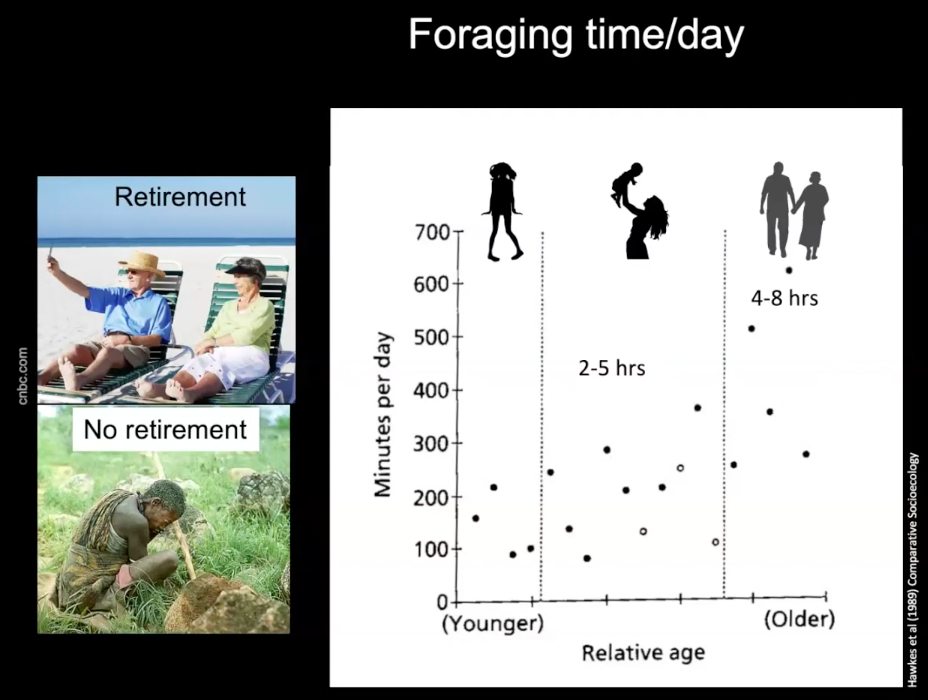 Foraging time/day
Retirement
cnbc.com
No retirement
Minutes per day
700
600
500
400
300
200
100
0
4-8 hrs
2-5 hrs
(Younger)
(Older)
Relative age
Hawkes et al (1989) Comparative Socioecology